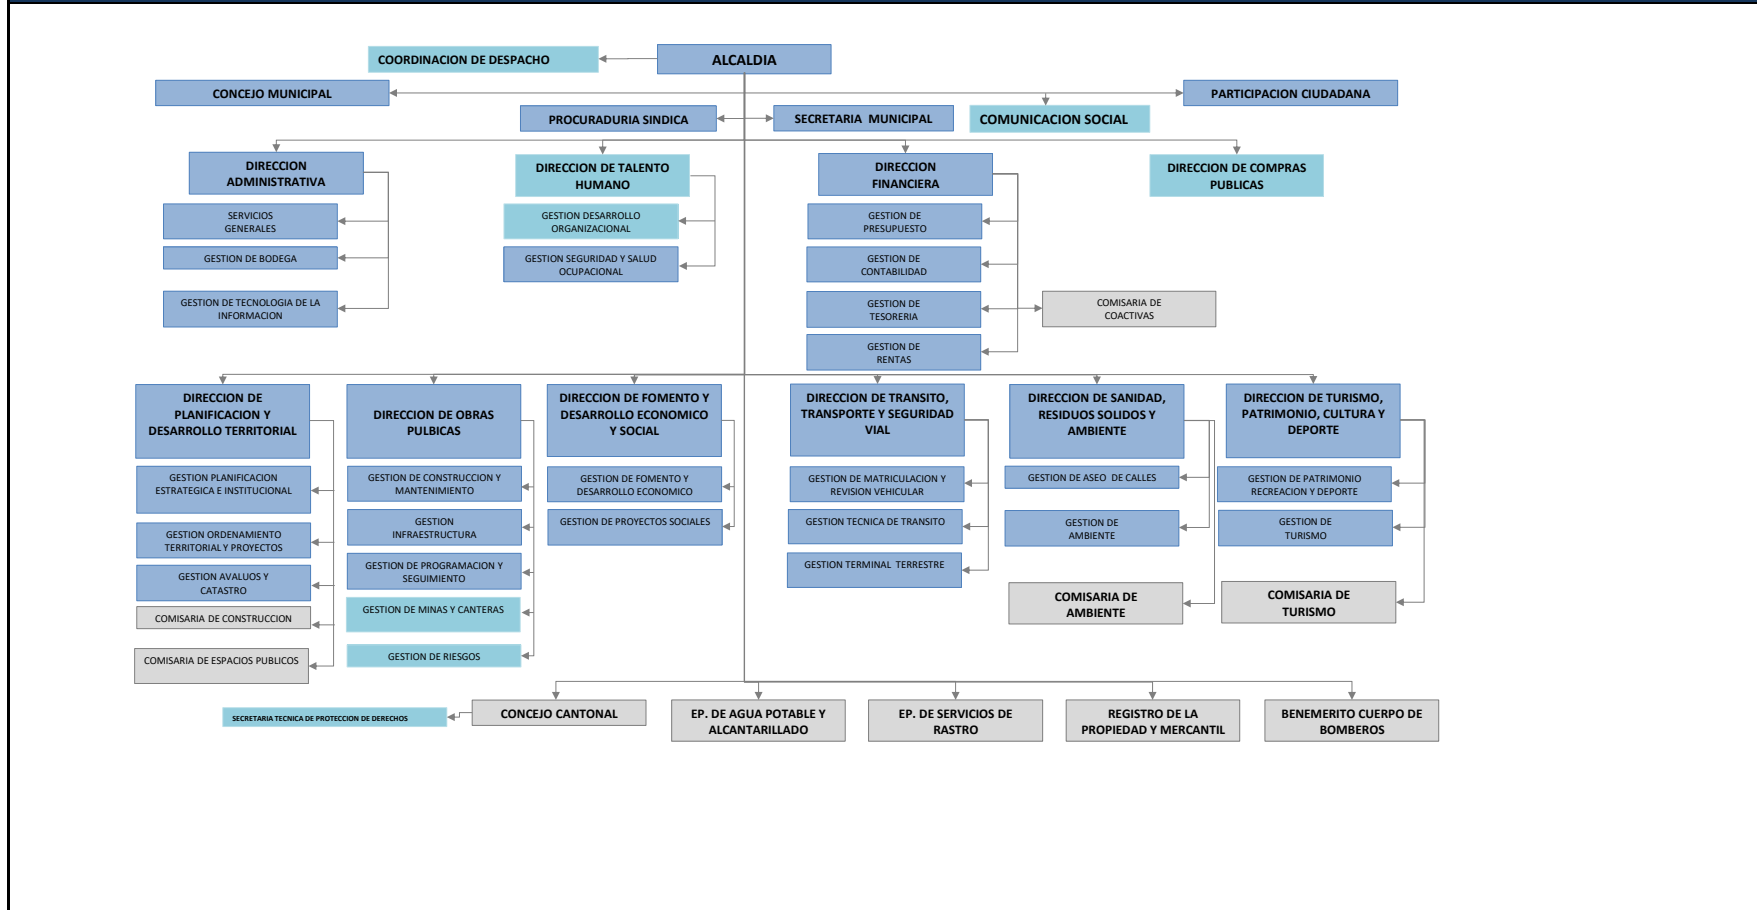 COORDINACION DE DESPACHO
ALCALDIA
CONCEJO MUNICIPAL
PARTICIPACION CIUDADANA
PROCURADURIA SINDICA
SECRETARIA MUNICIPAL
COMUNICACION SOCIAL
DIRECCION
ADMINISTRATIVA
DIRECCION DE TALENTO
HUMANO
DIRECCION
FINANCIERA
DIRECCION DE COMPRAS
PUBLICAS
SERVICIOS
GENERALES
GESTION DE BODEGA
GESTION DE TECNOLOGIA DE LA
INFORMACION
GESTION DESARROLLO
ORGANIZACIONAL
GESTION SEGURIDAD Y SALUD
OCUPACIONAL
GESTION DE
PRESUPUESTO
GESTION DE
CONTABILIDAD
GESTION DE
TESORERIA
GESTION DE
RENTAS
COMISARIA DE
COACTIVAS
DIRECCION DE
PLANIFICACION Y
DESARROLLO TERRITORIAL
GESTION PLANIFICACION
ESTRATEGICA E INSTITUCIONAL
GESTION ORDENAMIENTO
TERRITORIAL Y PROYECTOS
GESTION AVALUOS Y
CATASTRO
COMISARIA DE CONSTRUCCION
COMISARIA DE ESPACIOS PUBLICOS
DIRECCION DE OBRAS
PULBICAS
GESTION DE CONSTRUCCION Y
MANTENIMIENTO
GESTION
INFRAESTRUCTURA
GESTION DE PROGRAMACION Y
SEGUIMIENTO
GESTION DE MINAS Y CANTERAS
GESTION DE RIESGOS
DIRECCION DE FOMENTO Y
DESARROLLO ECONOMICO
Y SOCIAL
GESTION DE FOMENTO Y
DESARROLLO ECONOMICO
GESTION DE PROYECTOS SOCIALES
DIRECCION DE TRANSITO,
TRANSPORTE Y SEGURIDAD
VIAL
GESTION DE MATRICULACION Y
REVISION VEHICULAR
GESTION TECNICA DE TRANSITO
GESTION TERMINAL TERRESTRE
DIRECCION DE SANIDAD,
RESIDUOS SOLIDOS Y
AMBIENTE
GESTION DE ASEO DE CALLES
GESTION DE
AMBIENTE
COMISARIA DE
AMBIENTE
DIRECCION DE TURISMO,
PATRIMONIO, CULTURA Y
DEPORTE
GESTION DE PATRIMONIO
RECREACION Y DEPORTE
GESTION DE
TURISMO
COMISARIA DE
TURISMO
SECRETARIA TECNICA DE PROTECCION DE DERECHOS
CONCEJO CANTONAL
EP. DE AGUA POTABLE Y
ALCANTARILLADO
EP. DE SERVICIOS DE
RASTRO
REGISTRO DE LA
PROPIEDAD Y MERCANTIL
BENEMERITO CUERPO DE
BOMBEROS